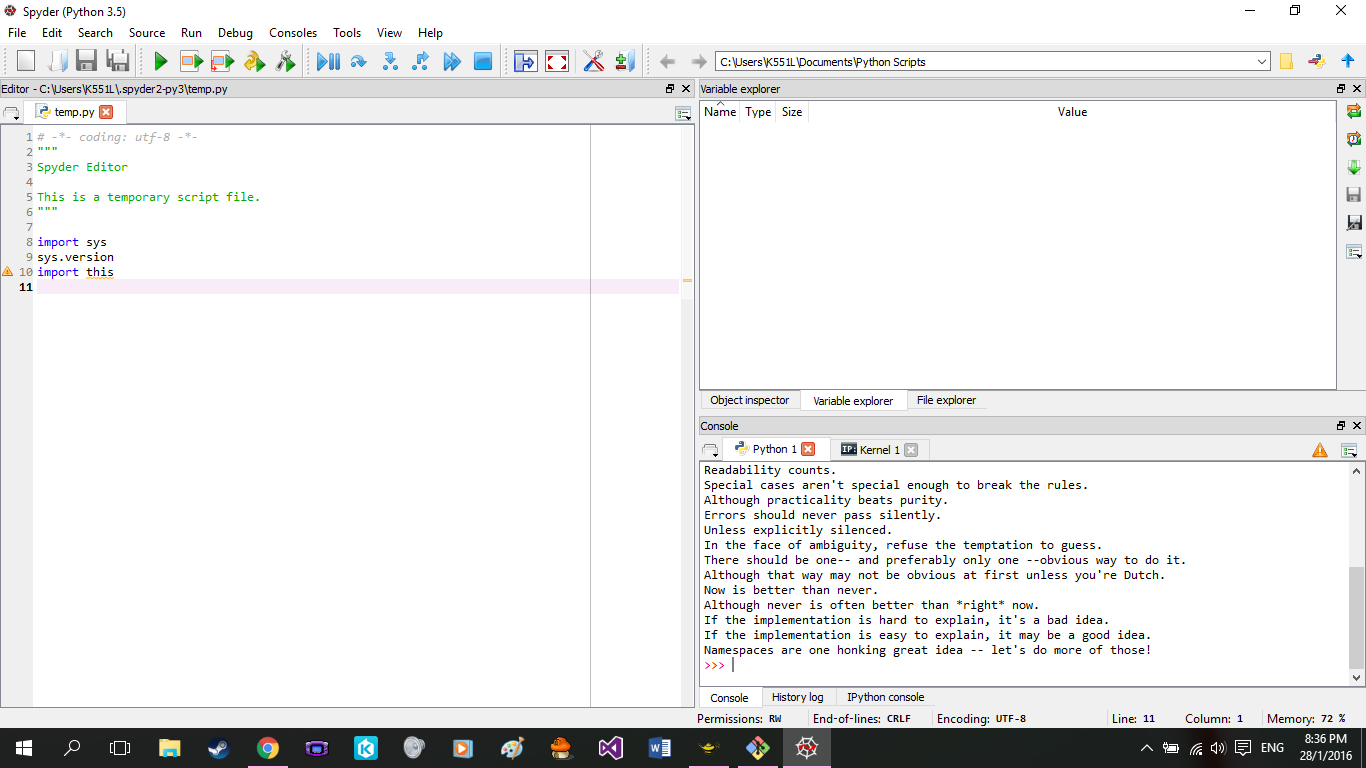 Spyder (Python 3.5)
File Edit Search Source Run Debug Consoles Tools View Help
C:\Users\K551L\Documents\Python Scripts
Editor - C:\Users\K551L\.spyder2-py3\temp.py
temp.py
1 # -*- coding: utf-8 -*-
2 """
3 Spyder Editor
4
5 This is a temporary script file.
6 """
7
8 import sys
9 sys.version
10 import this
11
Variable explorer
Name Type Size Value
Object inspector Variable explorer File explorer
Console
Python 1 IP: Kernel 1
Readability counts.
Special cases aren't special enough to break the rules.
Although practicality beats purity.
Errors should never pass silently.
Unless explicitly silenced.
In the face of ambiguity, refuse the temptation to guess.
There should be one-- and preferably only one --obvious way to do it.
Although that way may not be obvious at first unless you're Dutch.
Now is better than never.
Although never is often better than *right* now.
If the implementation is hard to explain, it's a bad idea.
If the implementation is easy to explain, it may be a good idea.
Namespaces are one honking great idea -- let's do more of those!
>>>
Console History log IPython console
Permissions: RW End-of-lines: CRLF Encoding: UTF-8 Line: 11 Column: 1 Memory: 72 %
ENG
8:36 PM
28/1/2016